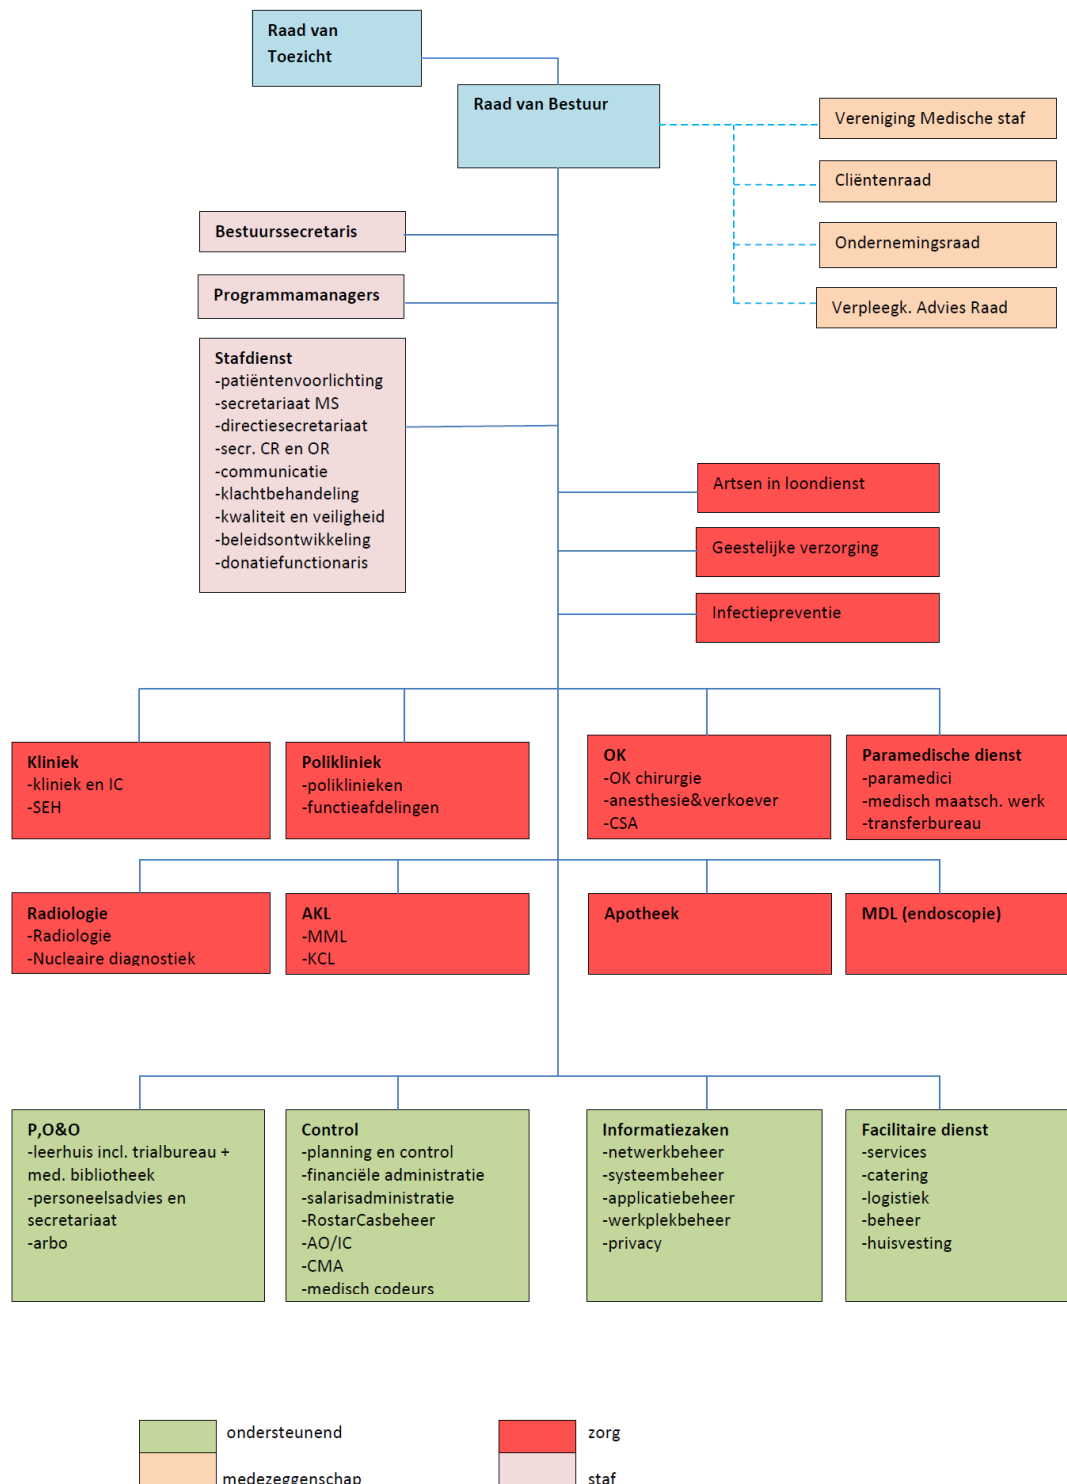 Raad van
Toezicht
Raad van Bestuur
Vereniging Medische staf
Cliëntenraad
Ondernemingsraad
Verpleegk. Advies Raad
Bestuurssecretaris
Programmamanagers
Stafdienst
-patiëntenvoorlichting
-secretariaat MS
-directiesecretariaat
-secr. CR en OR
-communicatie
-klachtbehandeling
-kwaliteit en veiligheid
-beleidsontwikkeling
-donatiefunctionaris
Artsen in loondienst
Geestelijke verzorging
Infectiepreventie
Kliniek
-kliniek en IC
-SEH
Polikliniek
-poliklinieken
-functieafdelingen
OK
-OK chirurgie
-anesthesie&verkoever
-CSA
Paramedische dienst
-paramedici
-medisch maatsch. werk
-transferbureau
Radiologie
-Radiologie
-Nucleaire diagnostiek
AKL
-MML
-KCL
Apotheek
MDL (endoscopie)
P,O&O
-leerhuis incl. trialbureau +
med. bibliotheek
-personeelsadvies en
secretariaat
-arbo
Control
-planning en control
-financiële administratie
-salarisadministratie
-RostarCasbeheer
-AO/IC
-CMA
-medisch codeurs
Informatiezaken
-netwerkbeheer
-systeembeheer
-applicatiebeheer
-werkplekbeheer
-privacy
Facilitaire dienst
-services
-catering
-logistiek
-beheer
-huisvesting
ondersteunend
zorg
medezeggenschap
staf